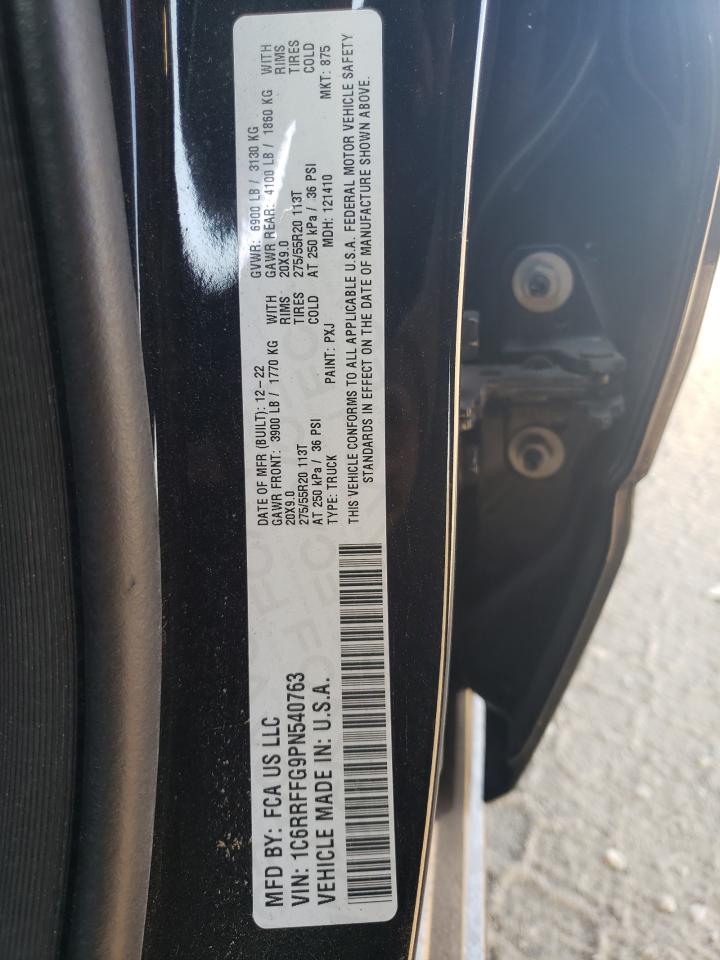 MFD BY: FCA US LLC
VIN: 1C6RRFFG9PN540763
VEHICLE MADE IN: U.S.A.
DATE OF MFR (BUILT): 12-22 GVWR: 6900 LB / 3130 KG
GAWR FRONT: 3900 LB / 1770 KG WITH GAWR REAR: 4100 LB / 1860 KG WITH
20X9.0 RIMS 20X9.0 RIMS
275/55R20 113T TIRES 275/55R20 113T TIRES
AT 250 kPa / 36 PSI COLD AT 250 kPa / 36 PSI COLD
TYPE: TRUCK PAINT: PXJ MDH: 121410 MKT: 875
THIS VEHICLE CONFORMS TO ALL APPLICABLE U.S.A. FEDERAL MOTOR VEHICLE SAFETY
STANDARDS IN EFFECT ON THE DATE OF MANUFACTURE SHOWN ABOVE.